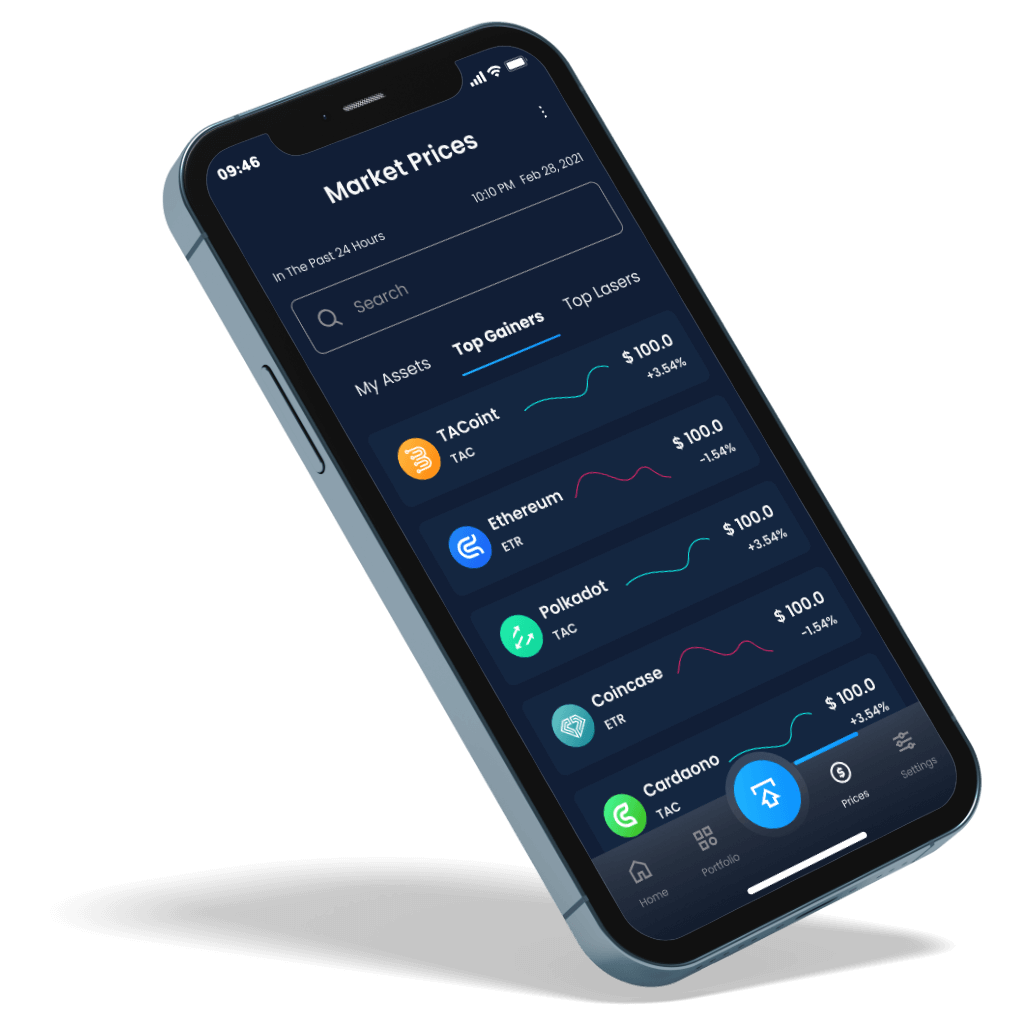 09:46
Market Prices
In The Past 24 Hours
10:10 PM Feb 28, 2021
Search
My Assets
Top Gainers
Top Lasers
TACoint
TAC
$ 100.0
+3.54%
Ethereum
ETR
$ 100.0
-1.54%
Polkadot
TAC
$ 100.0
+3.54%
Coincase
ETR
$ 100.0
-1.54%
Cardaono
TAC
$ 100.0
+3.54%
Home
Portfolio
$
Prices
Settings